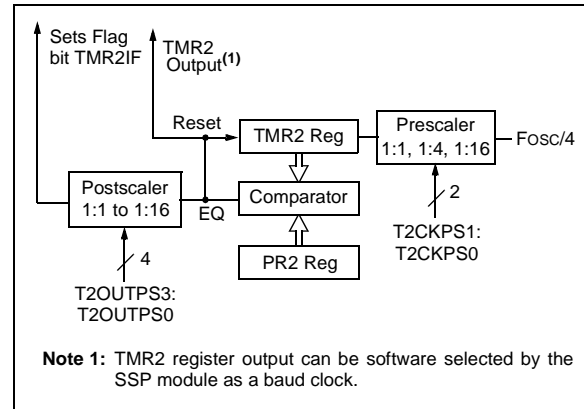 Sets Flag
bit TMR2IF
TMR2
Output(1)
Reset
TMR2 Reg
Prescaler
1:1, 1:4, 1:16
FOSC/4
Postscaler
1:1 to 1:16
EQ
Comparator
2
4
PR2 Reg
T2CKPS1:
T2CKPS0
T2OUTPS3:
T2OUTPS0
Note 1: TMR2 register output can be software selected by the
SSP module as a baud clock.